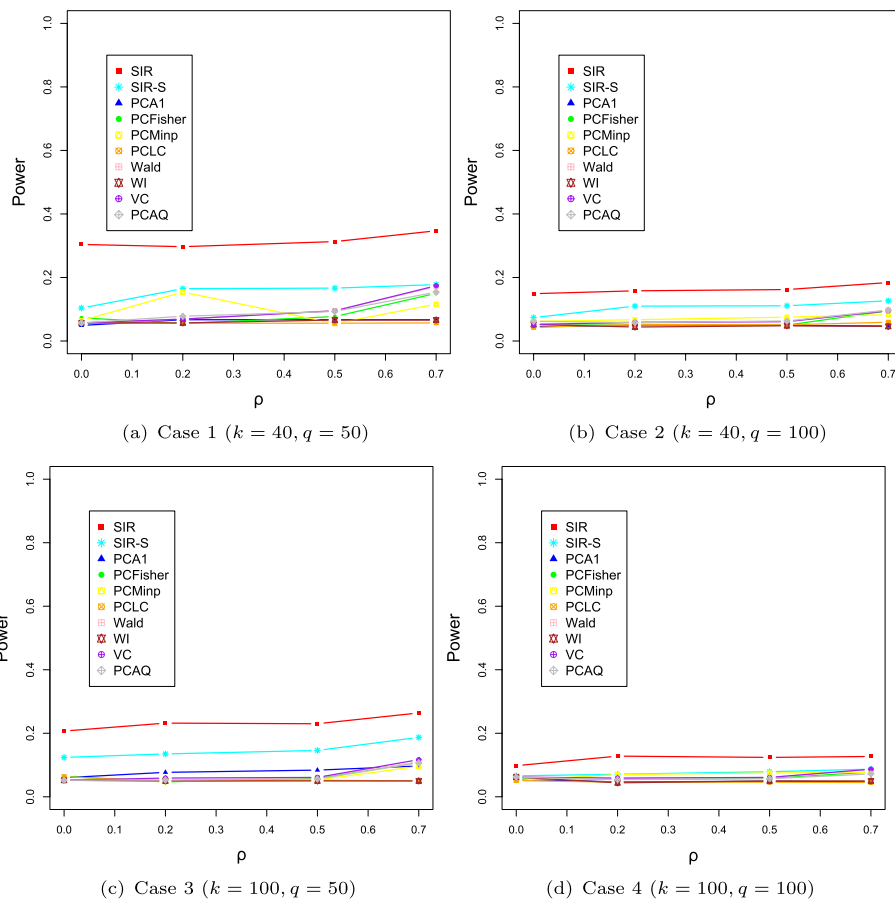 Power
1.0
0.8
0.6
0.4
0.2
0.0
SIR
SIR-S
PCA1
PCFisher
PCMinp
PCLC
Wald
WI
VC
PCAQ
0.0 0.1 0.2 0.3 0.4 0.5 0.6 0.7
ρ
(a) Case 1 (k = 40, q = 50)
Power
1.0
0.8
0.6
0.4
0.2
0.0
SIR
SIR-S
PCA1
PCFisher
PCMinp
PCLC
Wald
WI
VC
PCAQ
0.0 0.1 0.2 0.3 0.4 0.5 0.6 0.7
ρ
(b) Case 2 (k = 40, q = 100)
Power
1.0
0.8
0.6
0.4
0.2
0.0
SIR
SIR-S
PCA1
PCFisher
PCMinp
PCLC
Wald
WI
VC
PCAQ
0.0 0.1 0.2 0.3 0.4 0.5 0.6 0.7
ρ
(c) Case 3 (k = 100, q = 50)
Power
1.0
0.8
0.6
0.4
0.2
0.0
SIR
SIR-S
PCA1
PCFisher
PCMinp
PCLC
Wald
WI
VC
PCAQ
0.0 0.1 0.2 0.3 0.4 0.5 0.6 0.7
ρ
(d) Case 4 (k = 100, q = 100)